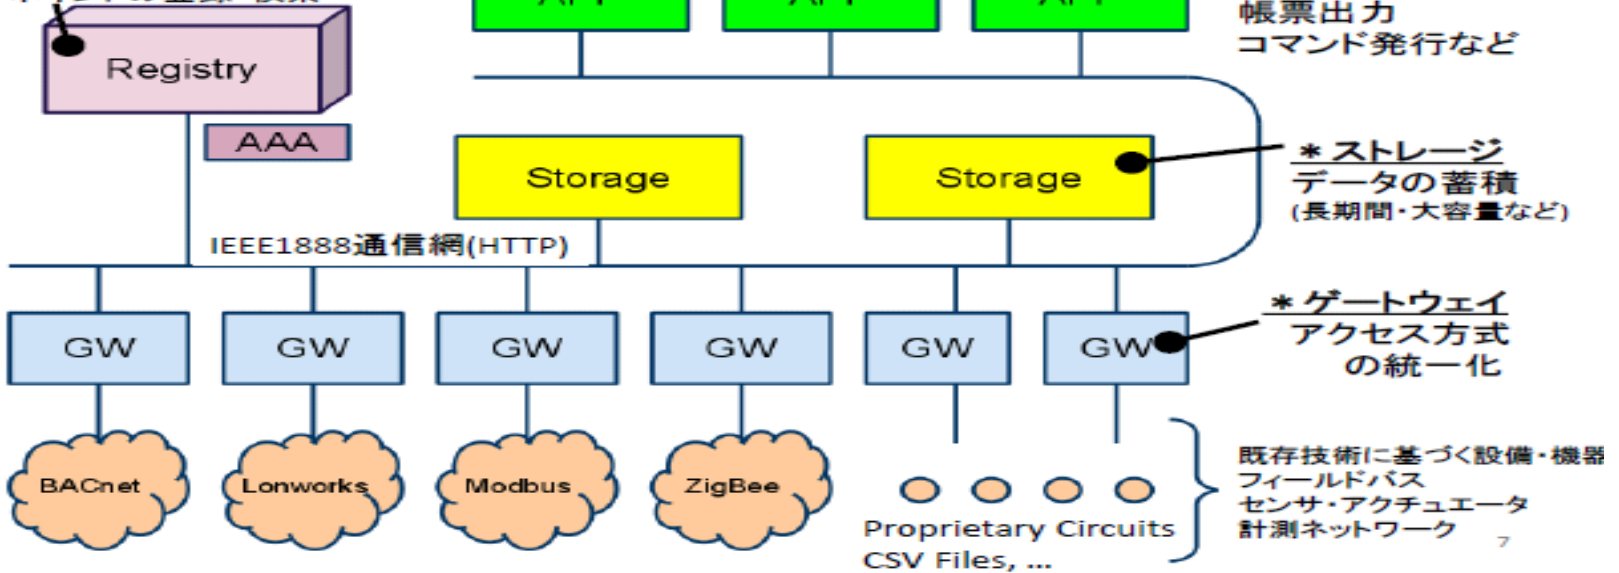 Registry
AAA
帳票出力
コマンド発行など
Storage
Storage
*ストレージ
データの蓄積
(長期間・大容量など)
IEEE1888通信網(HTTP)
GW
GW
GW
GW
GW
GW
*ゲートウェイ
アクセス方式
の統一化
BACnet
Lonworks
Modbus
ZigBee
Proprietary Circuits
CSV Files, ...
既存技術に基づく設備・機器
フィールドバス
センサ・アクチュエータ
計測ネットワーク
7